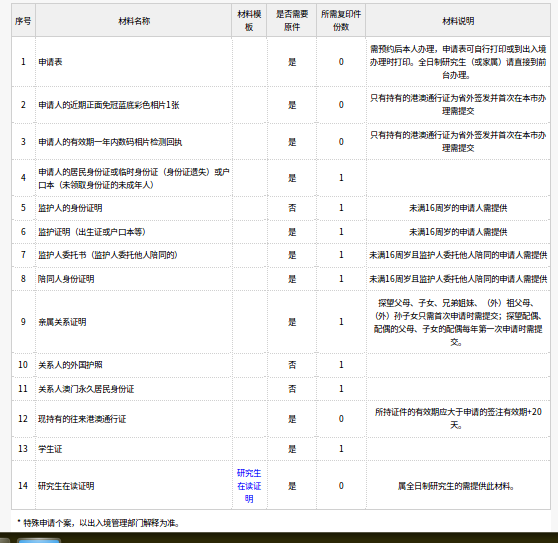 序号 材料名称 材料模板 是否需要原件 所需复印件份数 材料说明
1 申请表 是 0 需预约后本人办理，申请表可自行打印或到出入境办理时打印。全日制研究生（或家属）请直接到前台办理。
2 申请人的近期正面免冠蓝底彩色相片1张 是 0 只有持有的港澳通行证为省外签发并首次在本市办理需提交
3 申请人的有效期一年内数码相片检测回执 是 0 只有持有的港澳通行证为省外签发并首次在本市办理需提交
4 申请人的居民身份证或临时身份证（身份证遗失）或户口本（未领取身份证的未成年人） 是 1
5 监护人的身份证明 否 1 未满16周岁的申请人需提供
6 监护证明（出生证或户口本等） 是 1 未满16周岁的申请人需提供
7 监护人委托书（监护人委托他人陪同的） 是 1 未满16周岁且监护人委托他人陪同的申请人需提供
8 陪同人身份证明 是 1 未满16周岁且监护人委托他人陪同的申请人需提供
9 亲属关系证明 是 1 探望父母、子女、兄弟姐妹、（外）祖父母、（外）孙子女只需首次申请时需提交；探望配偶、配偶的父母、子女的配偶每年第一次申请时需提交。
10 关系人的外国护照 否 1
11 关系人澳门永久居民身份证 否 1
12 现持有的往来港澳通行证 是 0 所持证件的有效期应大于申请的签注有效期+20天。
13 学生证 是 1
14 研究生在读证明 研究生在读证明 是 0 属全日制研究生的需提供此材料。
* 特殊申请个案，以出入境管理部门解释为准。